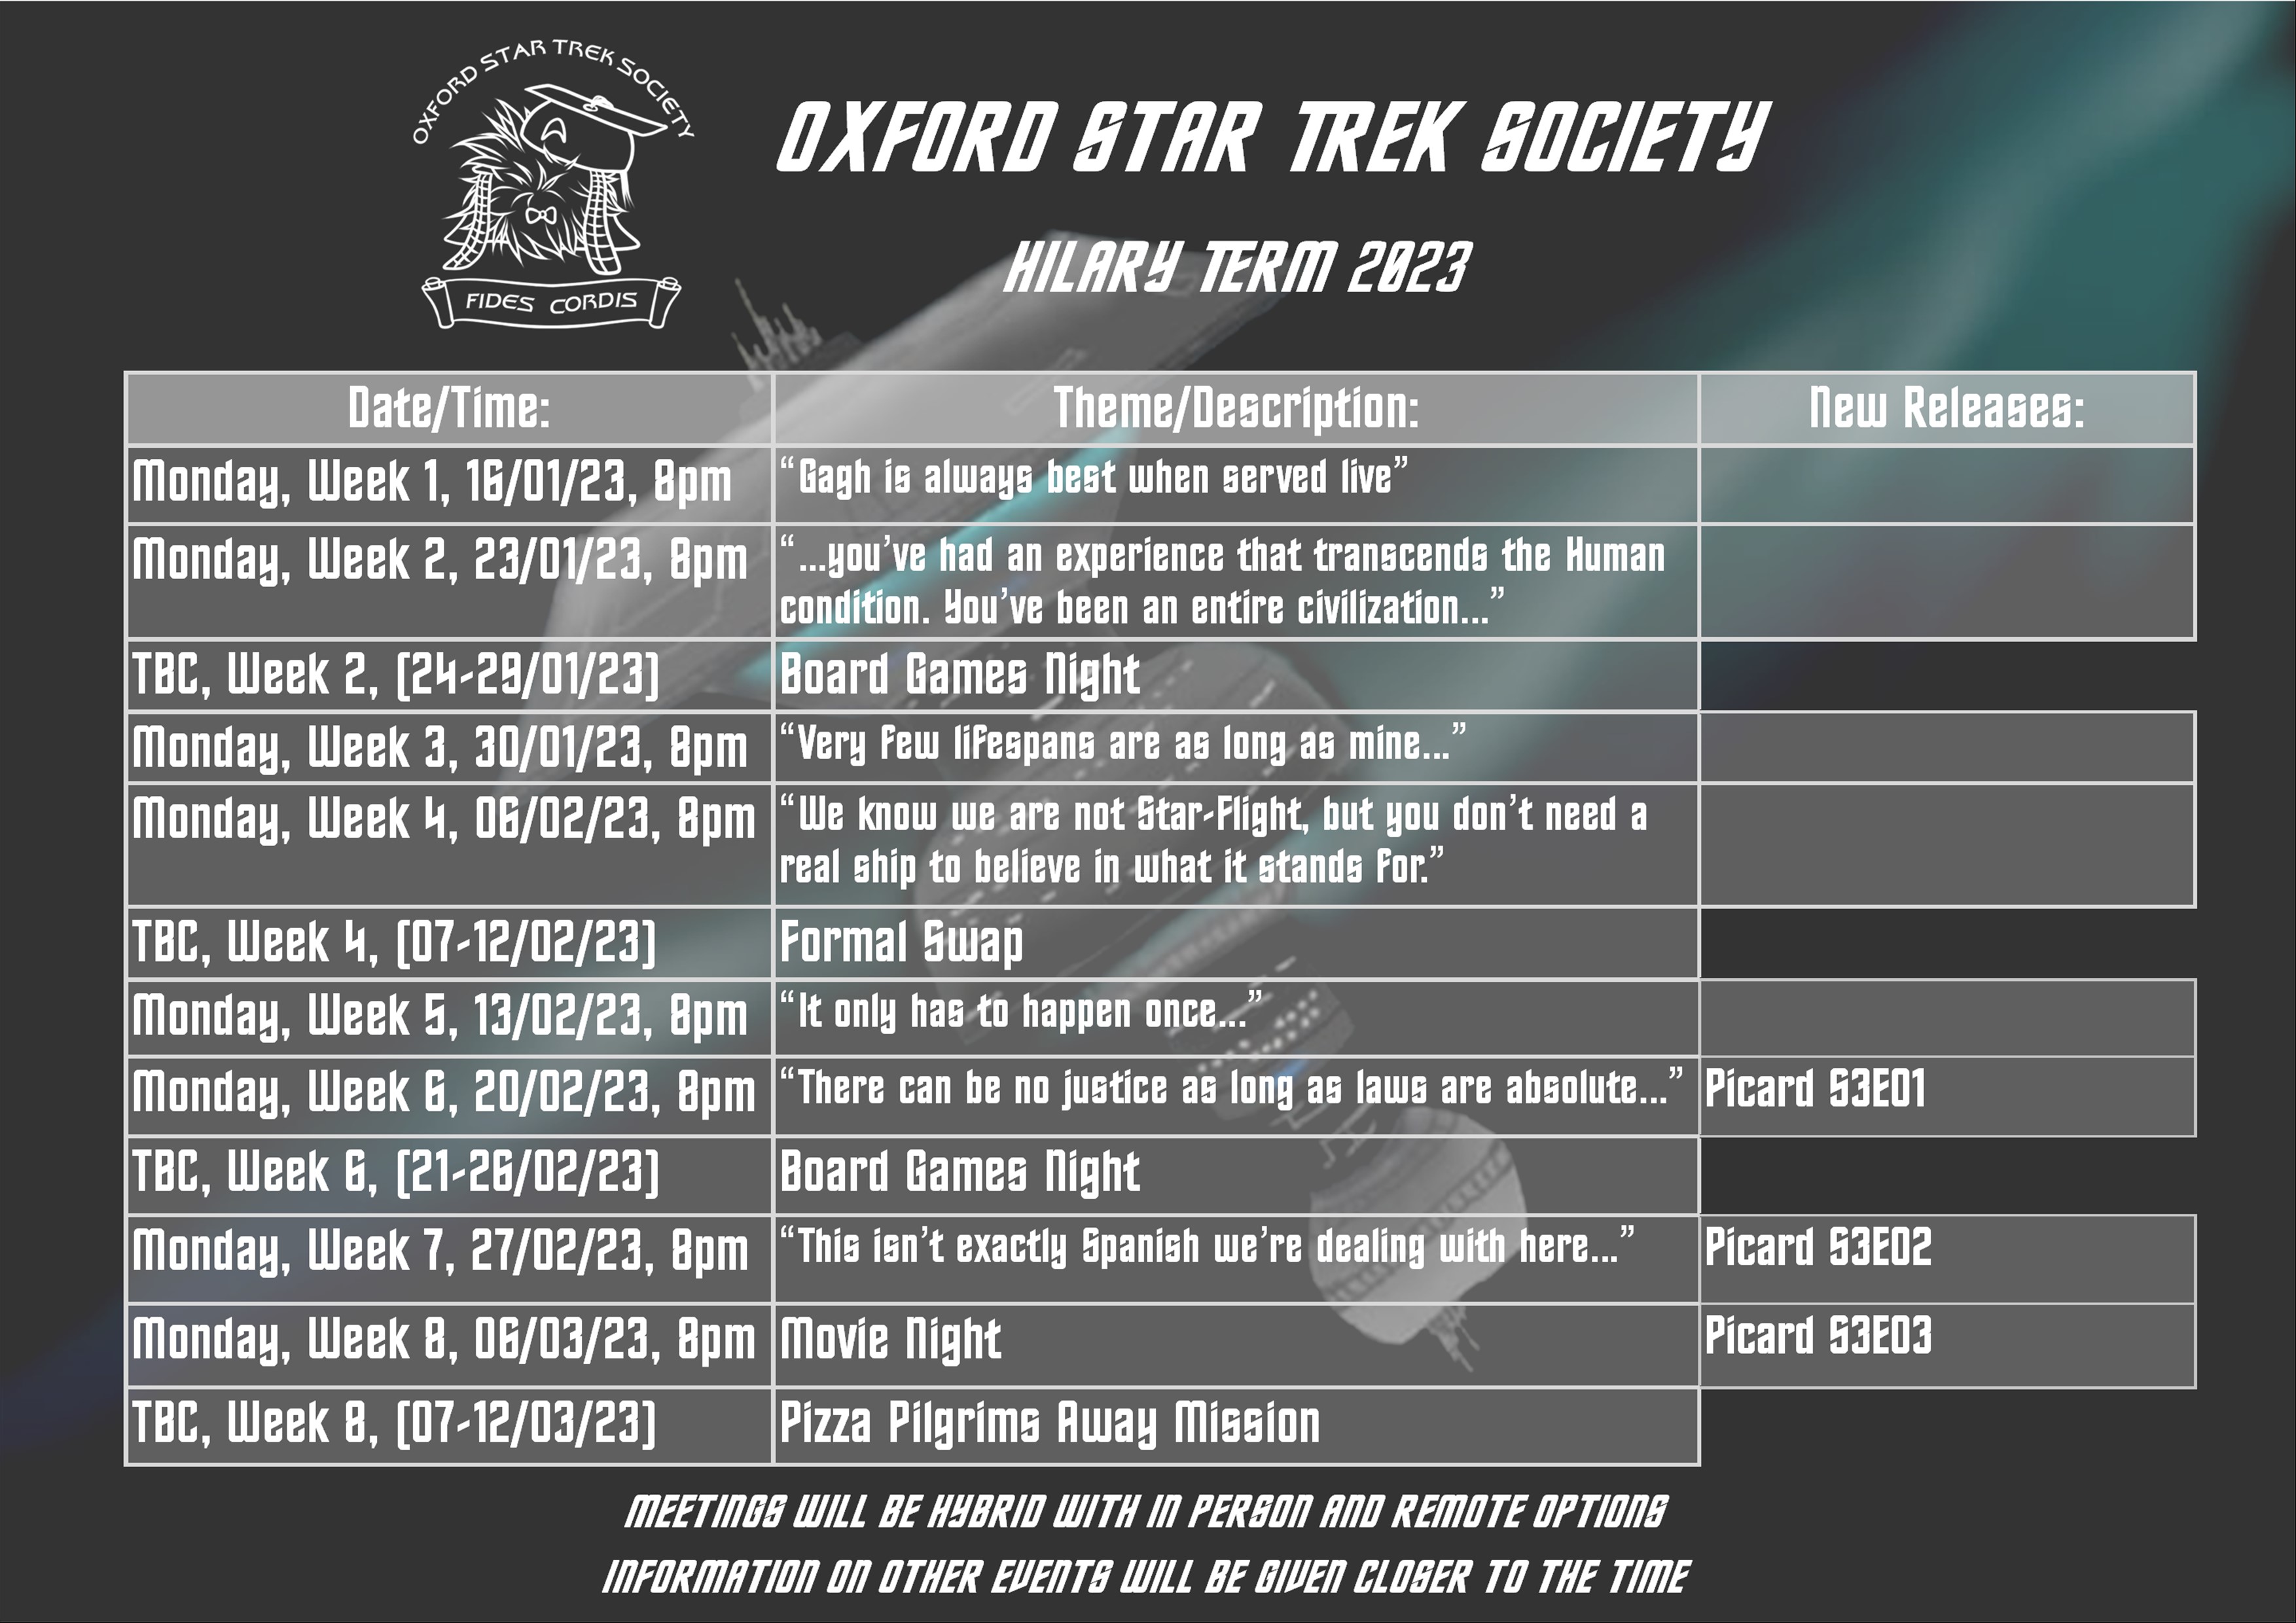 OXFORD STAR TREK SOCIETY
FIDES CORDIS
OXFORD STAR TREK SOCIETY
HILARY TERM 2023
Date/Time:
Theme/Description:
New Releases:
Monday, Week 1, 16/01/23, 8pm
“Gagh is always best when served live”
Monday, Week 2, 23/01/23, 8pm
“ ...you’ve had an experience that transcends the Human
condition. You’ve been an entire civilization...”
TBC, Week 2, (24-29/01/23)
Board Games Night
Monday, Week 3, 30/01/23, 8pm
“Very few lifespans are as long as mine...”
Monday, Week 4, 06/02/23, 8pm
“We know we are not Star-Flight, but you don’t need a
real ship to believe in what it stands for.”
TBC, Week 4, (07-12/02/23)
Formal Swap
Monday, Week 5, 13/02/23, 8pm
“It only has to happen once...”
Monday, Week 6, 20/02/23, 8pm
“There can be no justice as long as laws are absolute...”
Picard S3E01
TBC, Week 6, (21-26/02/23)
Board Games Night
Monday, Week 7, 27/02/23, 8pm
“This isn’t exactly Spanish we’re dealing with here...”
Picard S3E02
Monday, Week 8, 06/03/23, 8pm
Movie Night
Picard S3E03
TBC, Week 8, (07-12/03/23)
Pizza Pilgrims Away Mission
MEETINGS WILL BE HYBRID WITH IN PERSON AND REMOTE OPTIONS
INFORMATION ON OTHER EVENTS WILL BE GIVEN CLOSER TO THE TIME